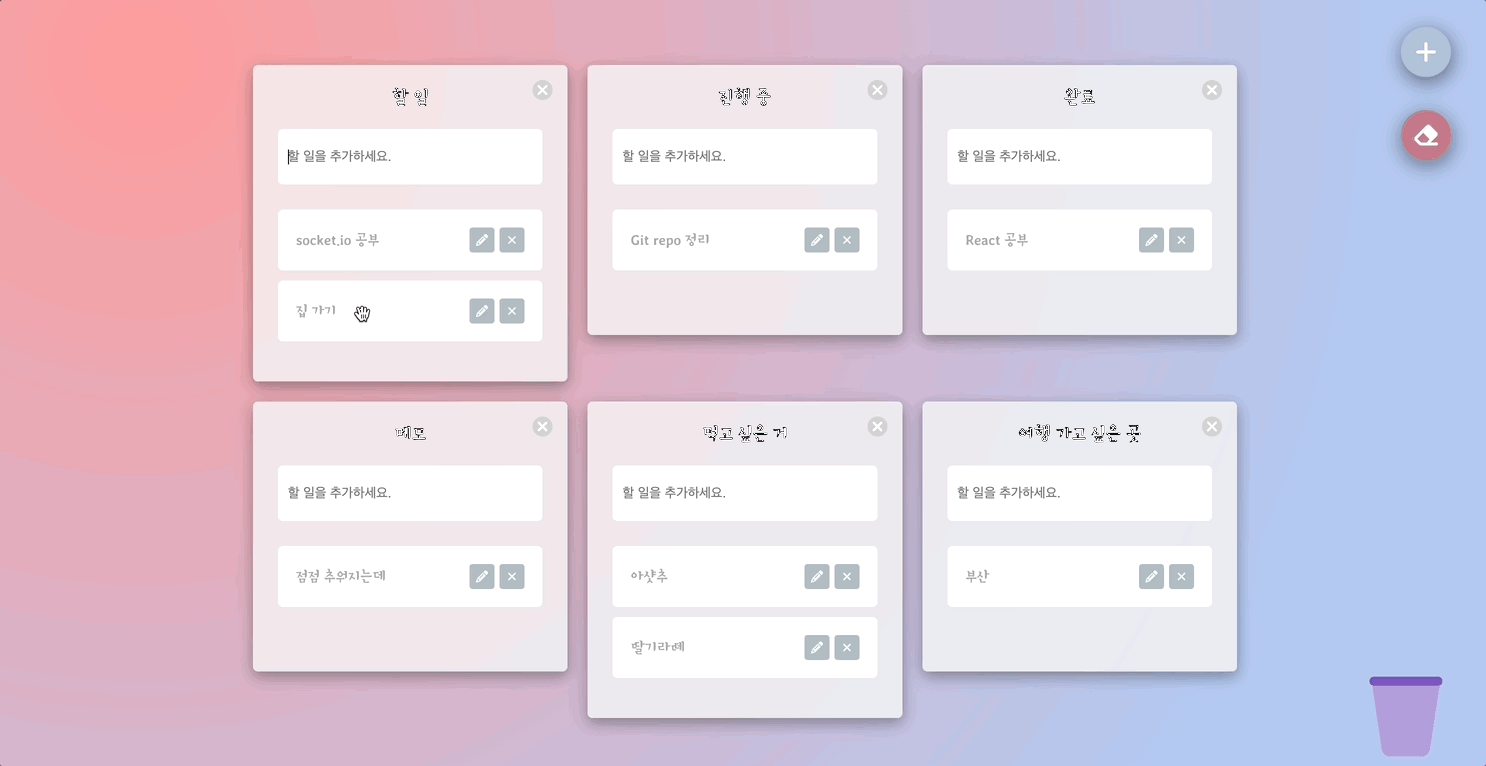 할 일
할 일을 추가하세요.
socket.io 공부
집 가기
진행 중
할 일을 추가하세요.
Git repo 정리
완료
할 일을 추가하세요.
React 공부
메모
할 일을 추가하세요.
점점 추워지는데
먹고 싶은 거
할 일을 추가하세요.
아샷추
딸기라떼
여행 가고 싶은 곳
할 일을 추가하세요.
부산